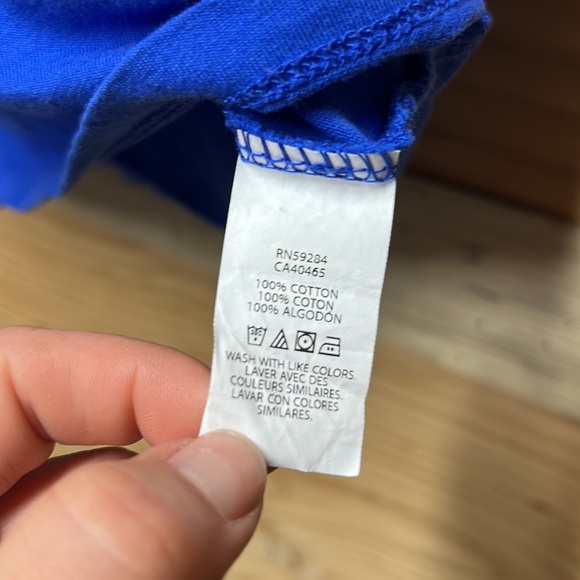 RN59284
CA40465
100% COTTON
100% COTON
100% ALGODÓN
WASH WITH LIKE COLORS.
LAVER AVEC DES
COULEURS SIMILAIRES.
LAVAR CON COLORES
SIMILARES.